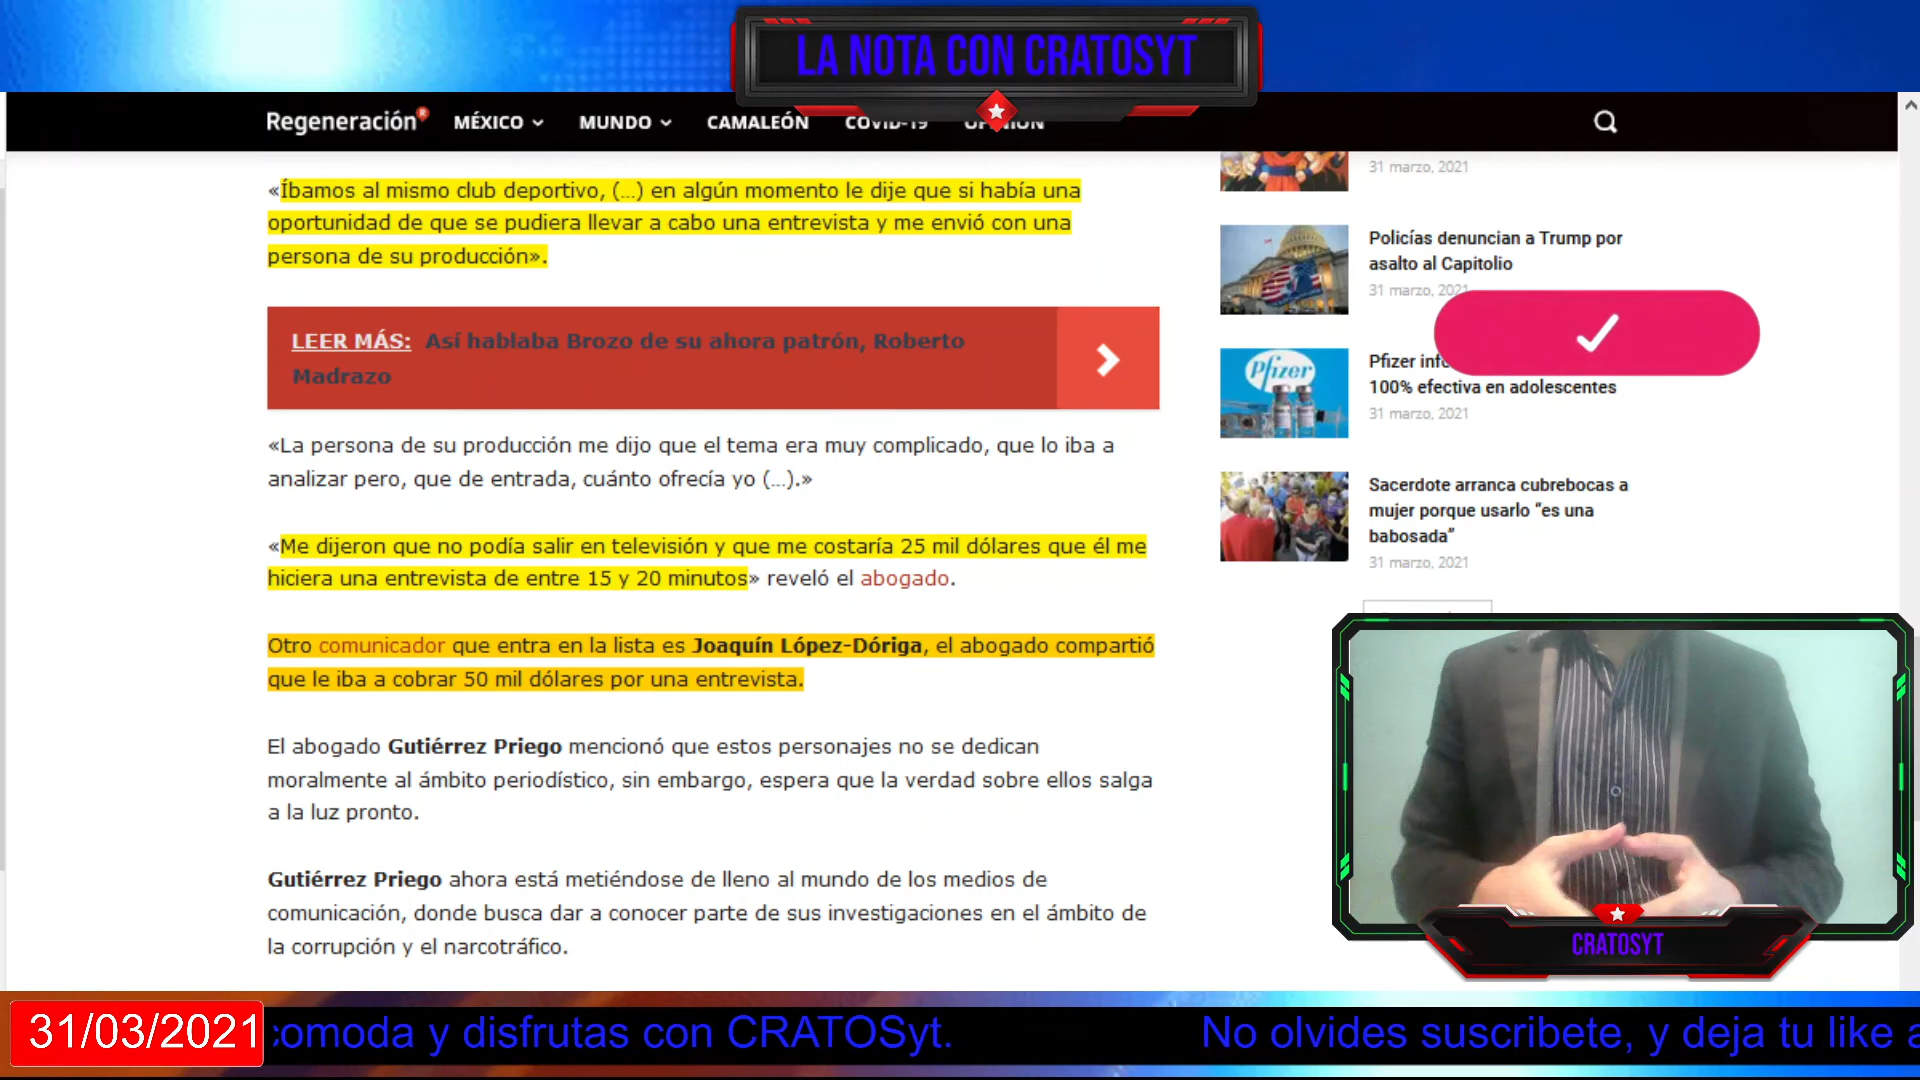 LA NOTA CON CRATOSYT
Regeneración
MÉXICO
MUNDO
CAMALEÓN
COVID-19
OPINIÓN
«Íbamos al mismo club deportivo, (...) en algún momento le dije que si había una
oportunidad de que se pudiera llevar a cabo una entrevista y me envió con una
persona de su producción».
LEER MÁS: Así hablaba Brozo de su ahora patrón, Roberto
Madrazo
«La persona de su producción me dijo que el tema era muy complicado, que lo iba a
analizar pero, que de entrada, cuánto ofrecía yo (...).»
«Me dijeron que no podía salir en televisión y que me costaría 25 mil dólares que él me
hiciera una entrevista de entre 15 y 20 minutos» reveló el abogado.
Otro comunicador que entra en la lista es Joaquín López-Dóriga, el abogado compartió
que le iba a cobrar 50 mil dólares por una entrevista.
El abogado Gutiérrez Priego mencionó que estos personajes no se dedican
moralmente al ámbito periodístico, sin embargo, espera que la verdad sobre ellos salga
a la luz pronto.
Gutiérrez Priego ahora está metiéndose de lleno al mundo de los medios de
comunicación, donde busca dar a conocer parte de sus investigaciones en el ámbito de
la corrupción y el narcotráfico.
31 marzo, 2021
Policías denuncian a Trump por
asalto al Capitolio
31 marzo, 2021
Pfizer
Pfizer
100% efectiva en adolescentes
31 marzo, 2021
Sacerdote arranca cubrebocas a
mujer porque usarlo “es una
babosada”
31 marzo, 2021
CRATOSYT
31/03/2021
comoda y disfrutas con CRATOSyt.
No olvides suscribete, y deja tu like a